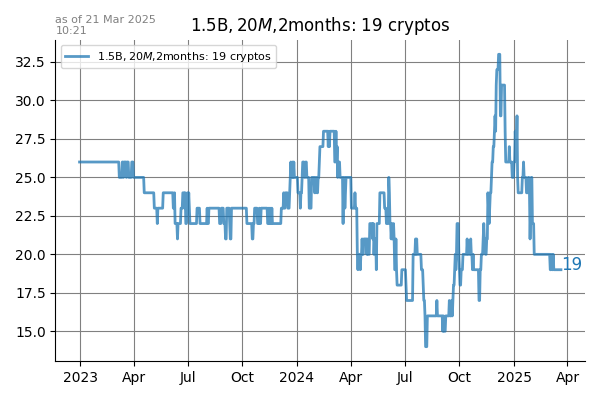 as of 21 Mar 2025
10:21
1.5B, 20M,2months: 19 cryptos
1.5B, 20M,2months: 19 cryptos
32.5
30.0
27.5
25.0
22.5
20.0
17.5
15.0
19
2023 Apr Jul Oct 2024 Apr Jul Oct 2025 Apr